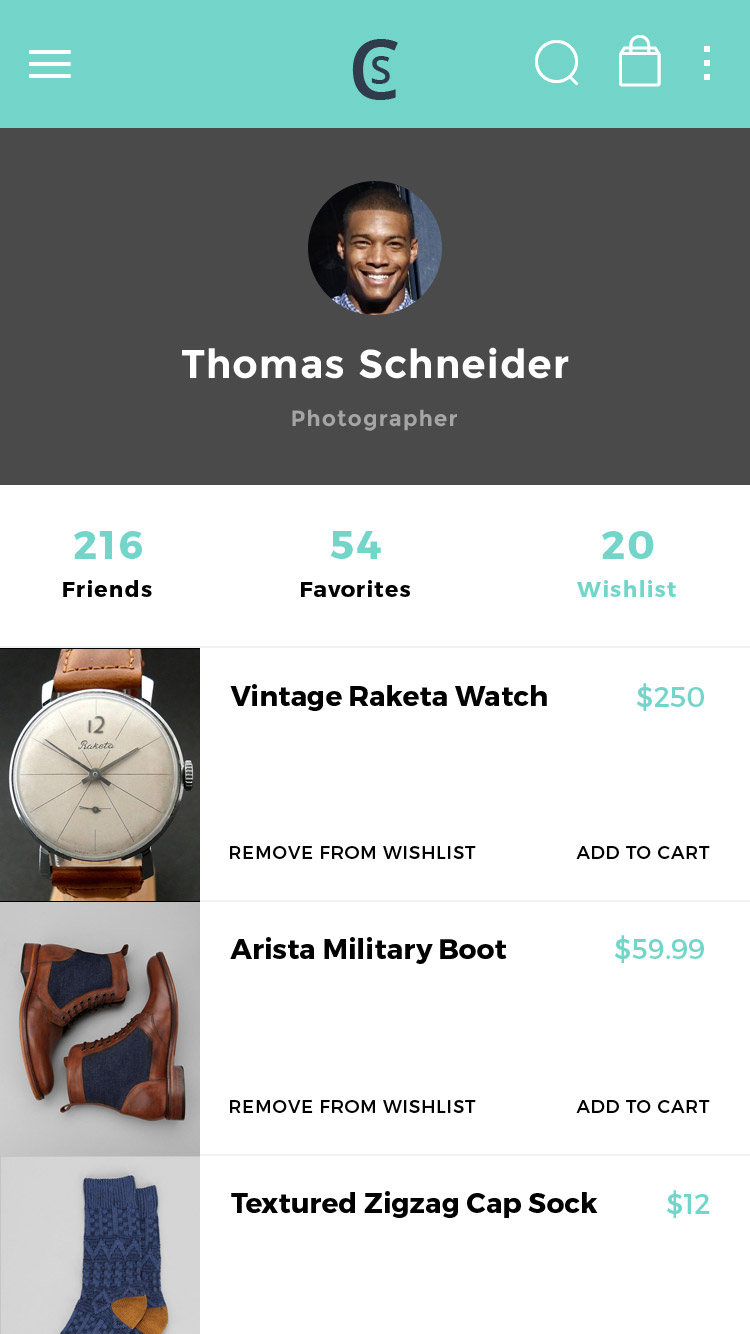 CS
Thomas Schneider
Photographer
216 54 20
Friends Favorites Wishlist
12
Raketa
Vintage Raketa Watch $250
REMOVE FROM WISHLIST ADD TO CART
Arista Military Boot $59.99
REMOVE FROM WISHLIST ADD TO CART
Textured Zigzag Cap Sock $12